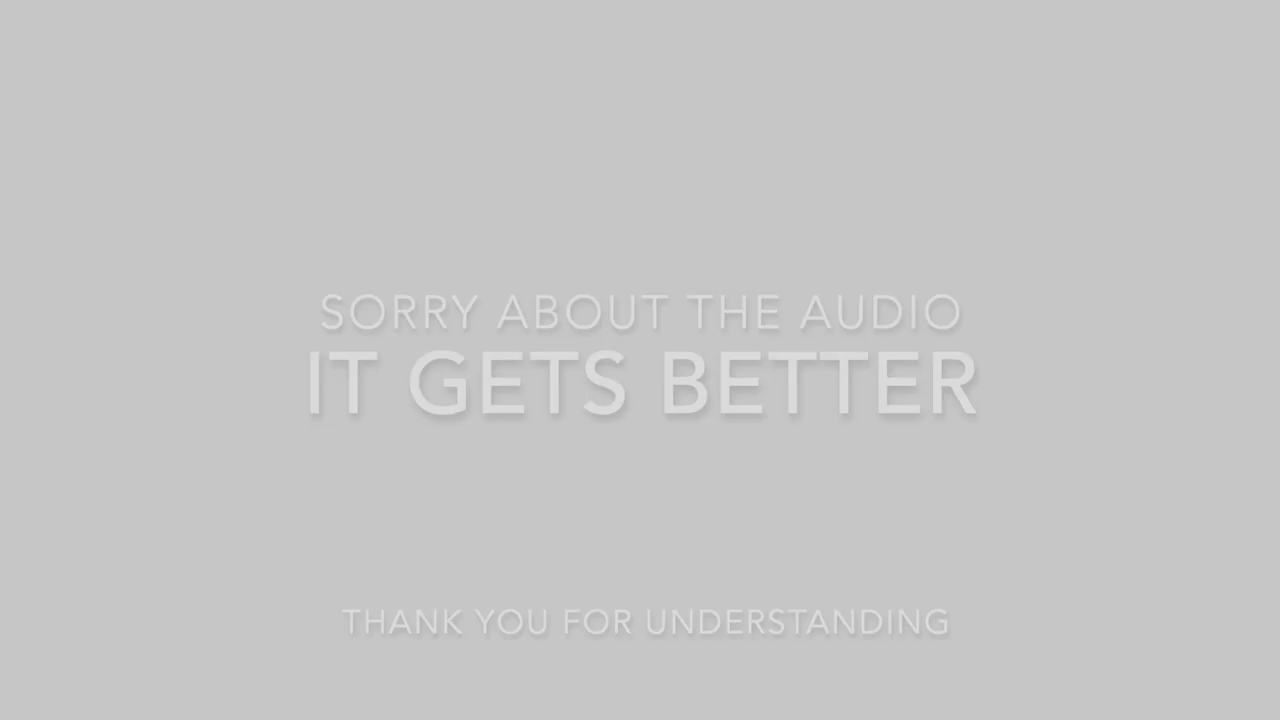 SORRY ABOUT THE AUDIO
IT GETS BETTER
THANK YOU FOR UNDERSTANDING